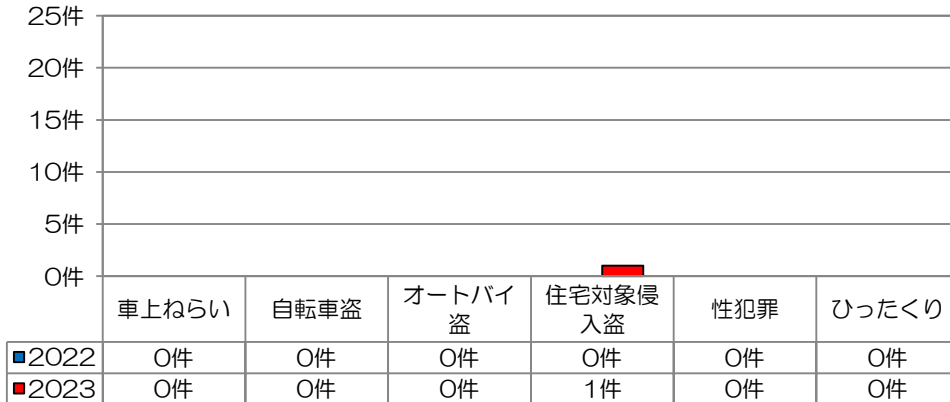 25件
20件
15件
10件
5件
0件
車上ねらい 自転車盗 オートバイ盗 住宅対象侵入盗 性犯罪 ひったくり
2022 0件 0件 0件 0件 0件 0件
2023 0件 0件 0件 1件 0件 0件